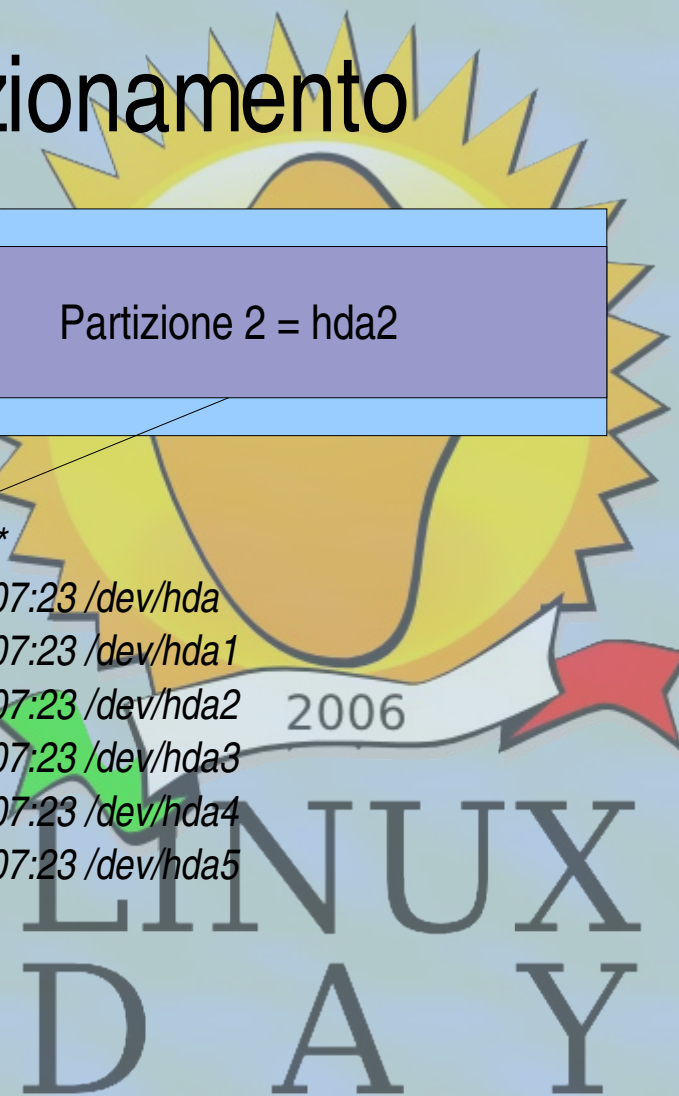 zionamento
Partizione 2 = hda2
*
07:23 /dev/hda
07:23 /dev/hda1
07:23 /dev/hda2
2006
07:23 /dev/hda3
07:23 /dev/hda4
07:23 /dev/hda5
LINUX
DAY